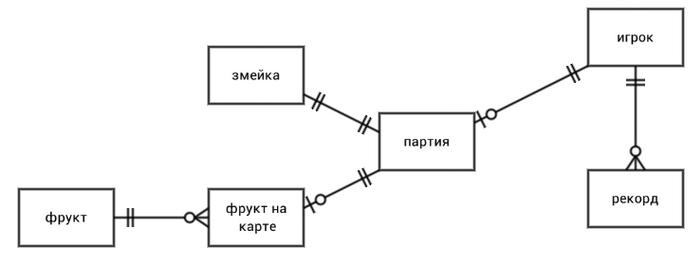 игрок
змейка
партия
фрукт
фрукт на
карте
рекорд